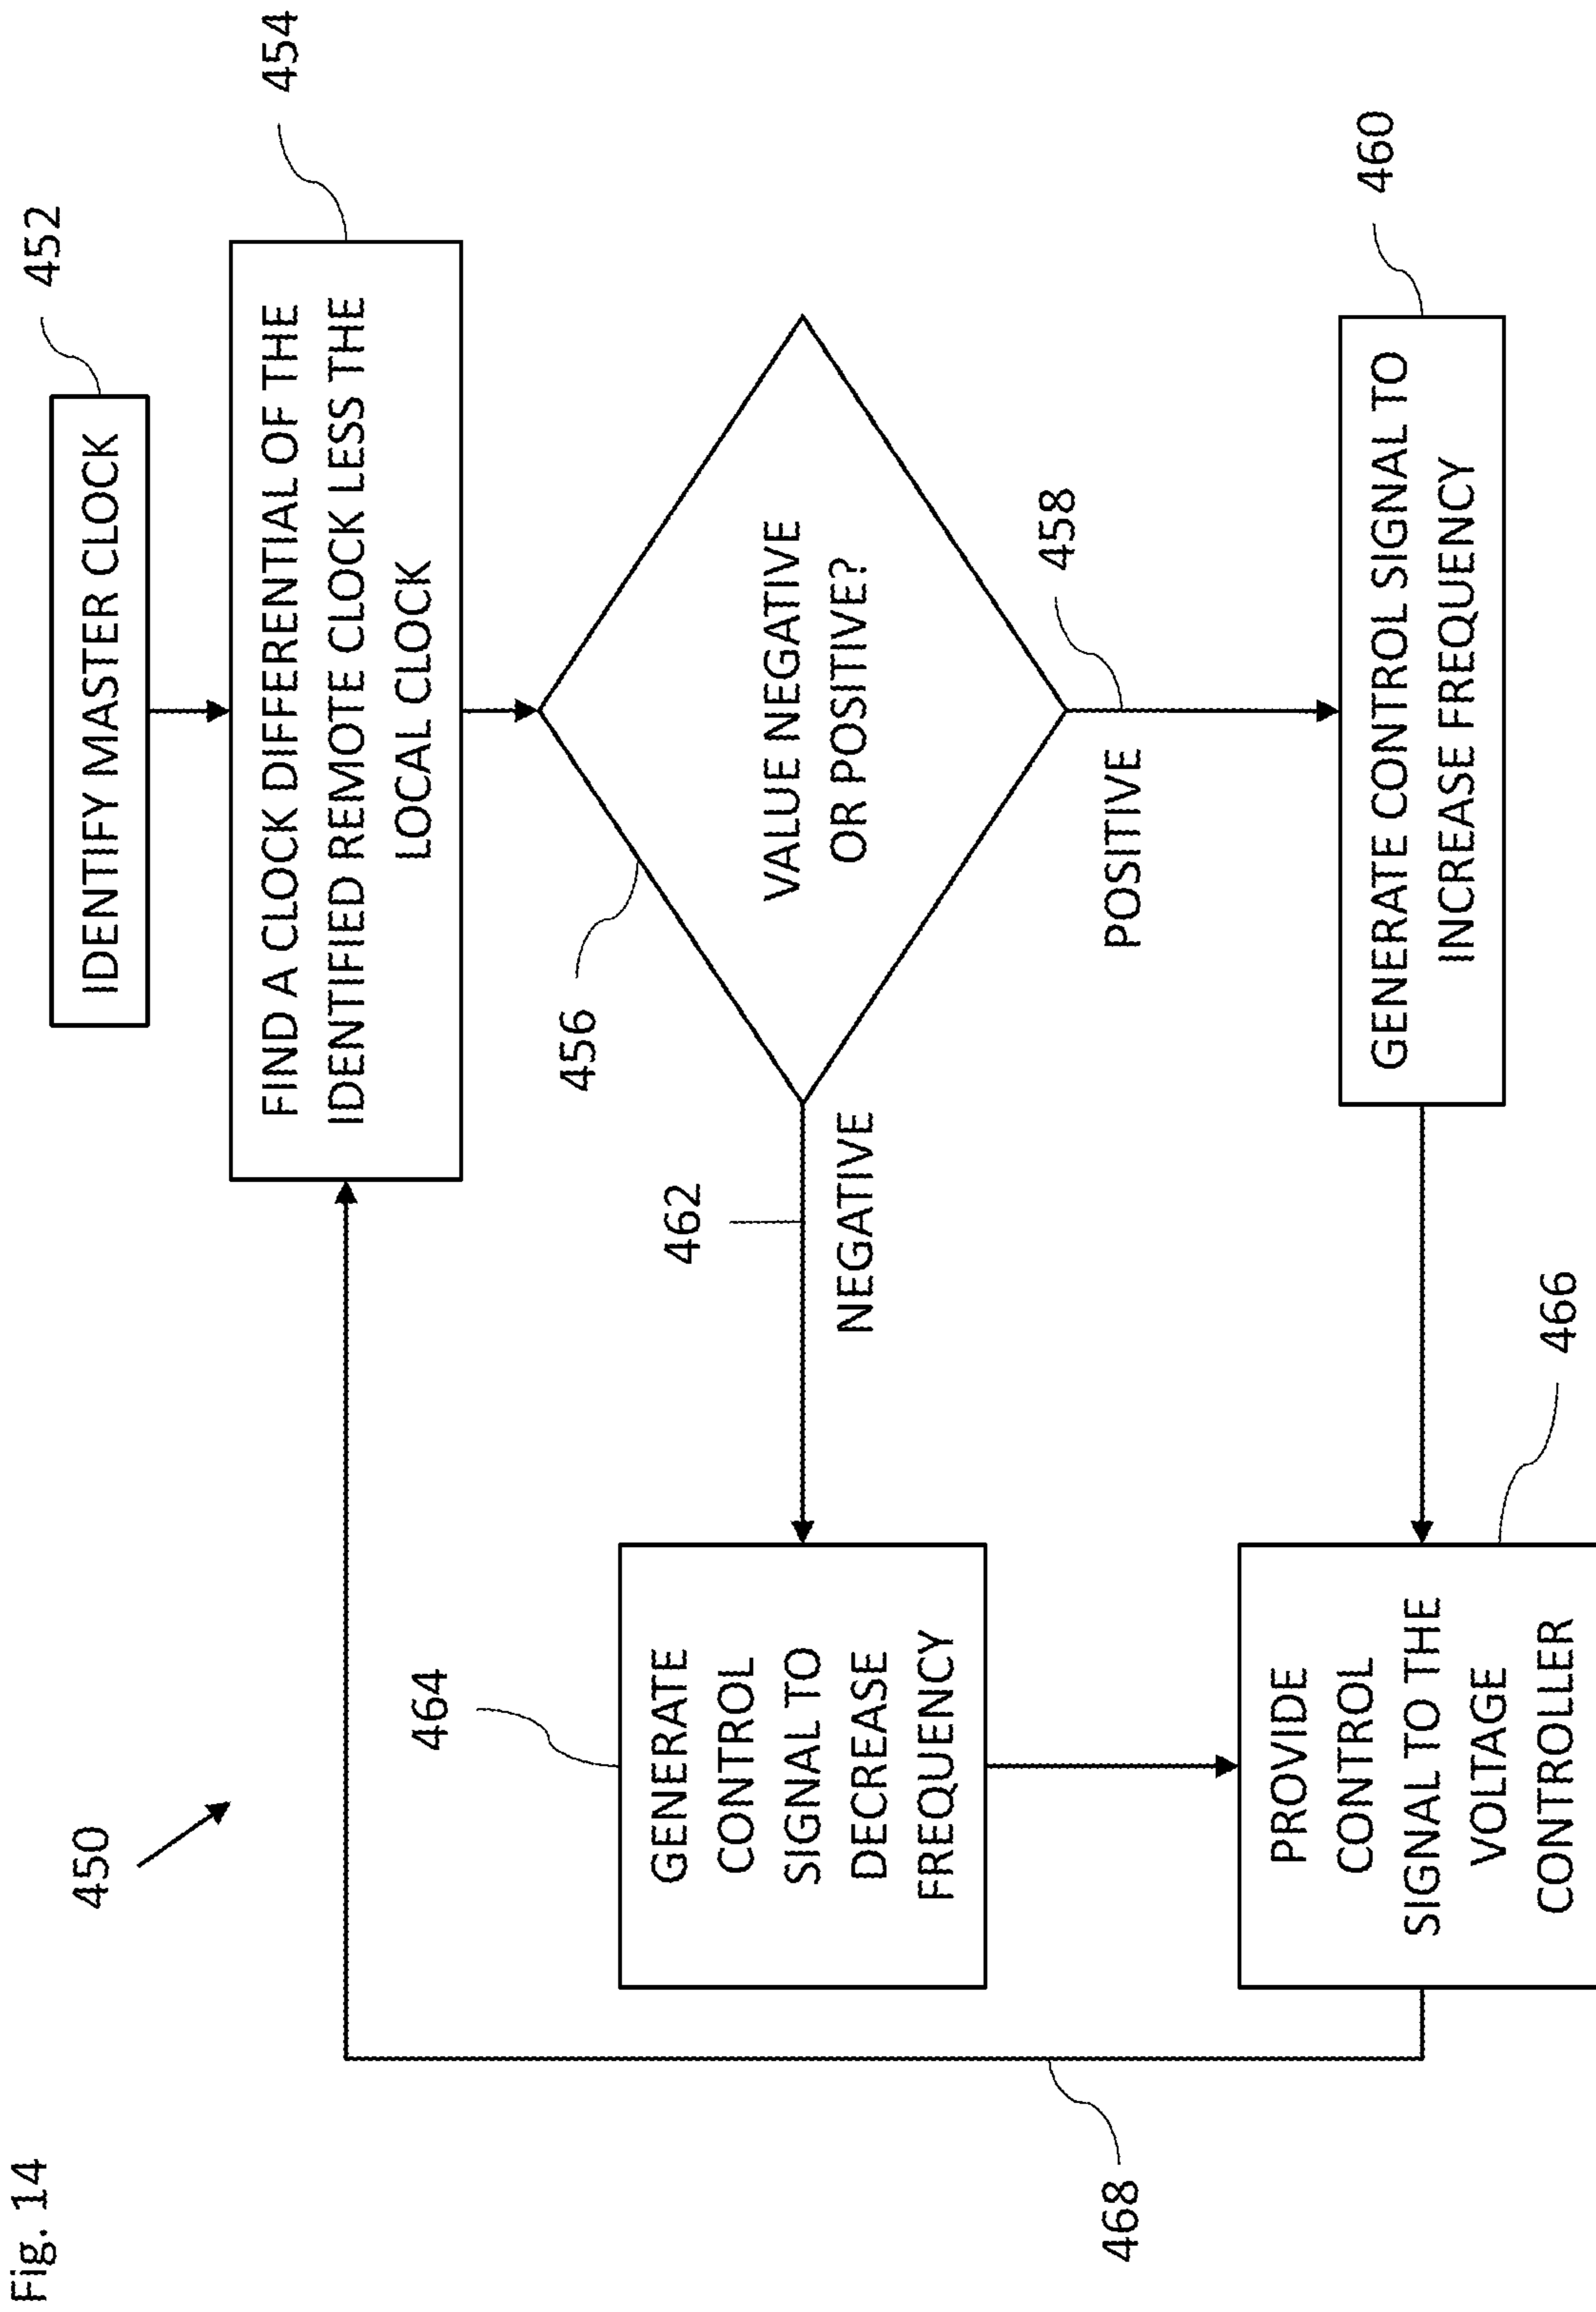 Fig. 14
450
IDENTIFY MASTER CLOCK
452
FIND A CLOCK DIFFERENTIAL OF THE
IDENTIFIED REMOTE CLOCK LESS THE
LOCAL CLOCK
454
456
VALUE NEGATIVE
OR POSITIVE?
462
NEGATIVE
458
POSITIVE
464
GENERATE
CONTROL
SIGNAL TO
DECREASE
FREQUENCY
GENERATE CONTROL SIGNAL TO
INCREASE FREQUENCY
460
466
PROVIDE
CONTROL
SIGNAL TO THE
VOLTAGE
CONTROLLER
468